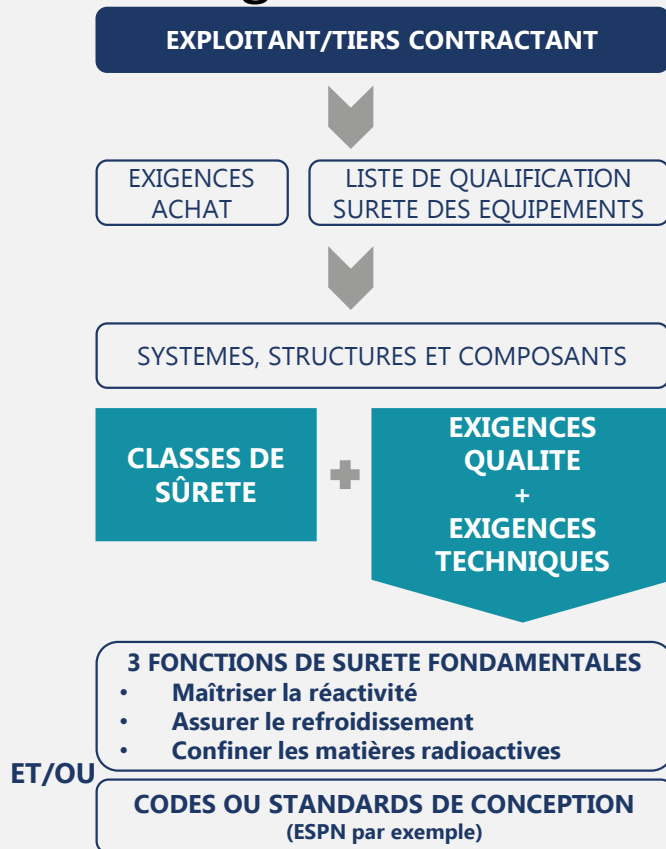 EXPLOITANT/TIERS CONTRACTANT
EXIGENCES
ACHAT
LISTE DE QUALIFICATION
SURETE DES EQUIPEMENTS
SYSTEMES, STRUCTURES ET COMPOSANTS
CLASSES DE
SÛRETE
EXIGENCES
QUALITE
+
EXIGENCES
TECHNIQUES
3 FONCTIONS DE SURETE FONDAMENTALES
• Maîtriser la réactivité
• Assurer le refroidissement
• Confiner les matières radioactives
ET/OU
CODES OU STANDARDS DE CONCEPTION
(ESPN par exemple)